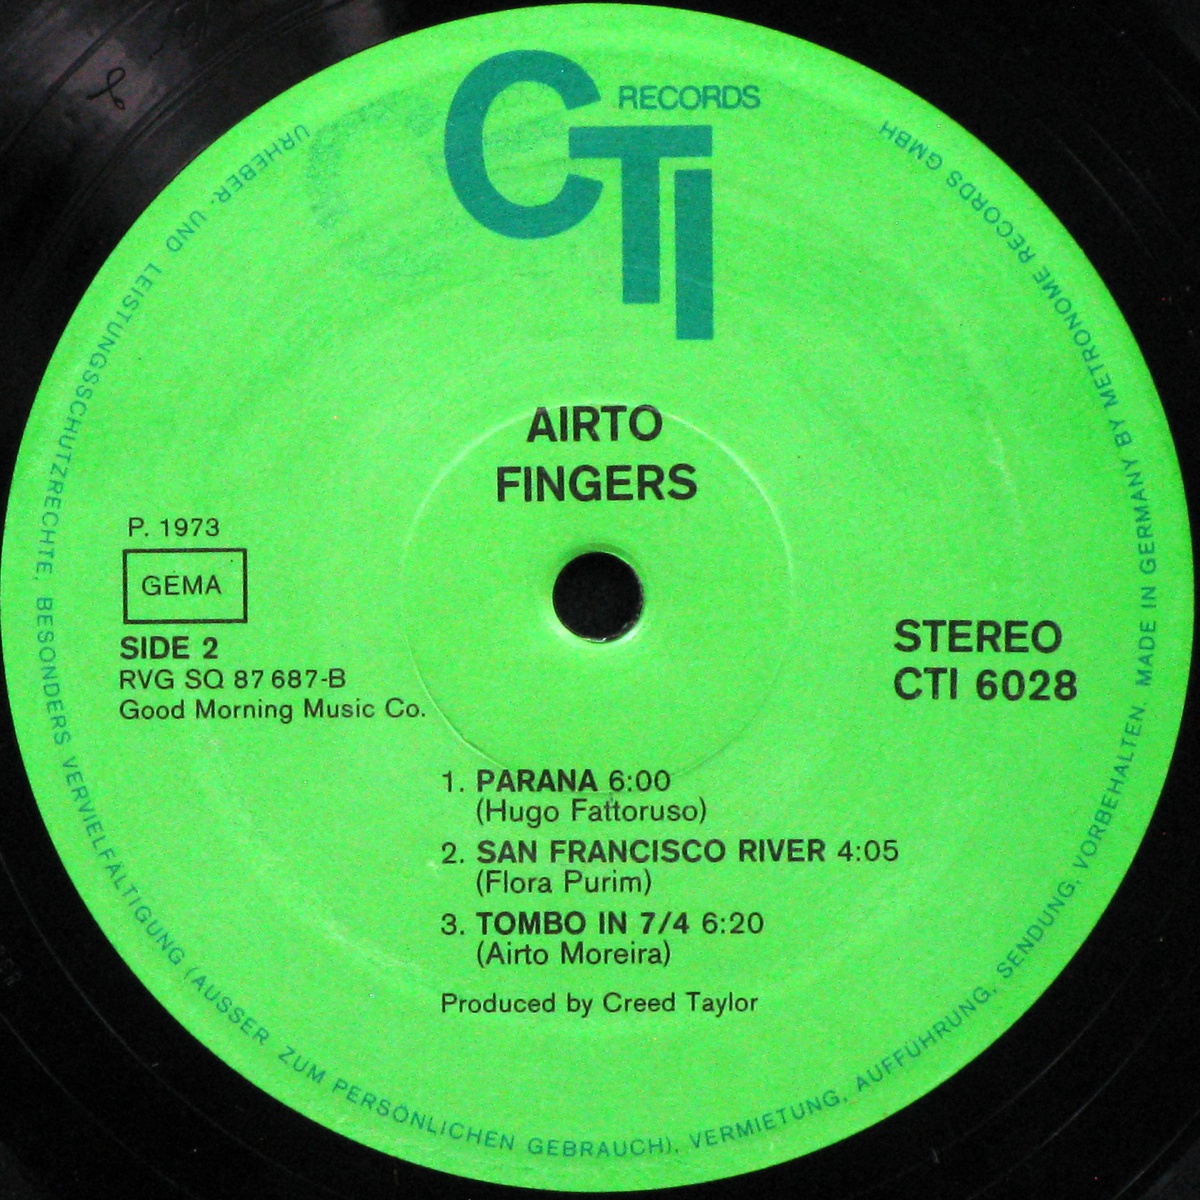 CTI RECORDS
AIRTO
FINGERS
P. 1973
GEMA
SIDE 2
RVG SQ 87 687-B
Good Morning Music Co.
STEREO
CTI 6028
1. PARANA 6:00
(Hugo Fattoruso)
2. SAN FRANCISCO RIVER 4:05
(Flora Purim)
3. TOMBO IN 7/4 6:20
(Airto Moreira)
Produced by Creed Taylor
URHEBER- UND LEISTUNGSSCHUTZRECHTE, BESONDERS VERVIELFÄLTIGUNG (AUSSER ZUM PERSÖNLICHEN GEBRAUCH), VERMIETUNG, AUFFÜHRUNG, SENDUNG, VORBEHALTEN. MADE IN GERMANY BY METRONOME RECORDS GMBH